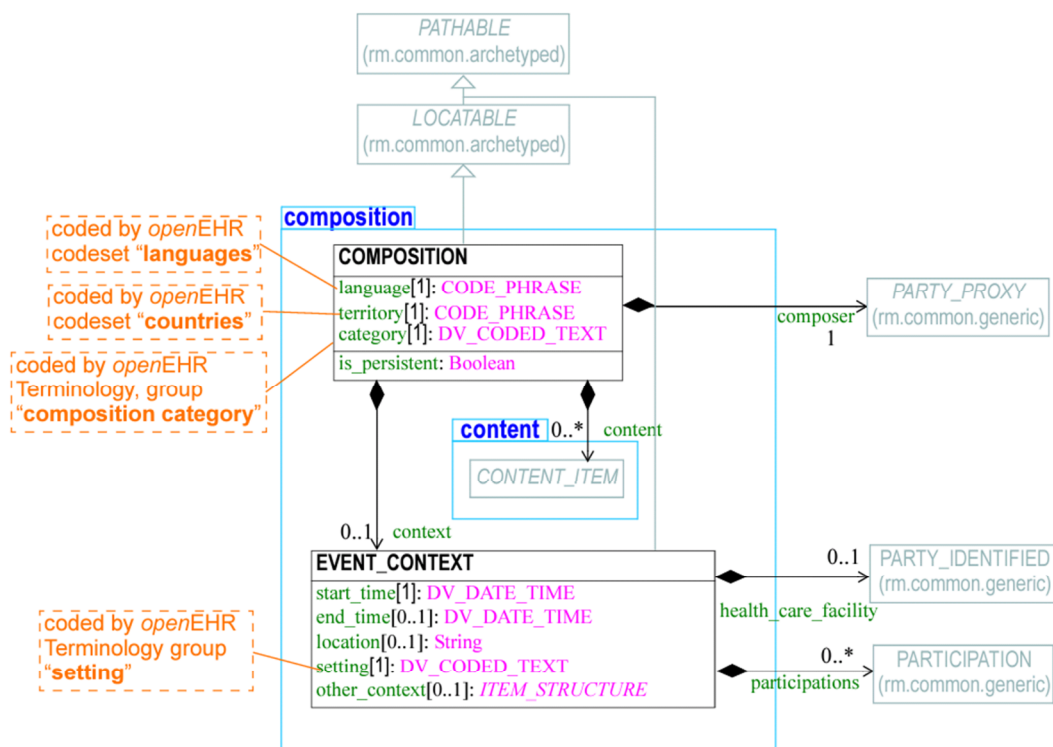 PATHABLE
(rm.common.archetyped)
LOCATABLE
(rm.common.archetyped)
composition
coded by openEHR
codeset “languages”
coded by openEHR
codeset “countries”
coded by openEHR
Terminology, group
“composition category”
COMPOSITION
language[1]: CODE_PHRASE
territory[1]: CODE_PHRASE
category[1]: DV_CODED_TEXT
is_persistent: Boolean
composer
1
PARTY_PROXY
(rm.common.generic)
content
0..*
content
CONTENT_ITEM
0..1
context
EVENT_CONTEXT
start_time[1]: DV_DATE_TIME
end_time[0..1]: DV_DATE_TIME
location[0..1]: String
setting[1]: DV_CODED_TEXT
other_context[0..1]: ITEM_STRUCTURE
coded by openEHR
Terminology group
“setting”
0..1
health_care_facility
PARTY_IDENTIFIED
(rm.common.generic)
0..*
participations
PARTICIPATION
(rm.common.generic)